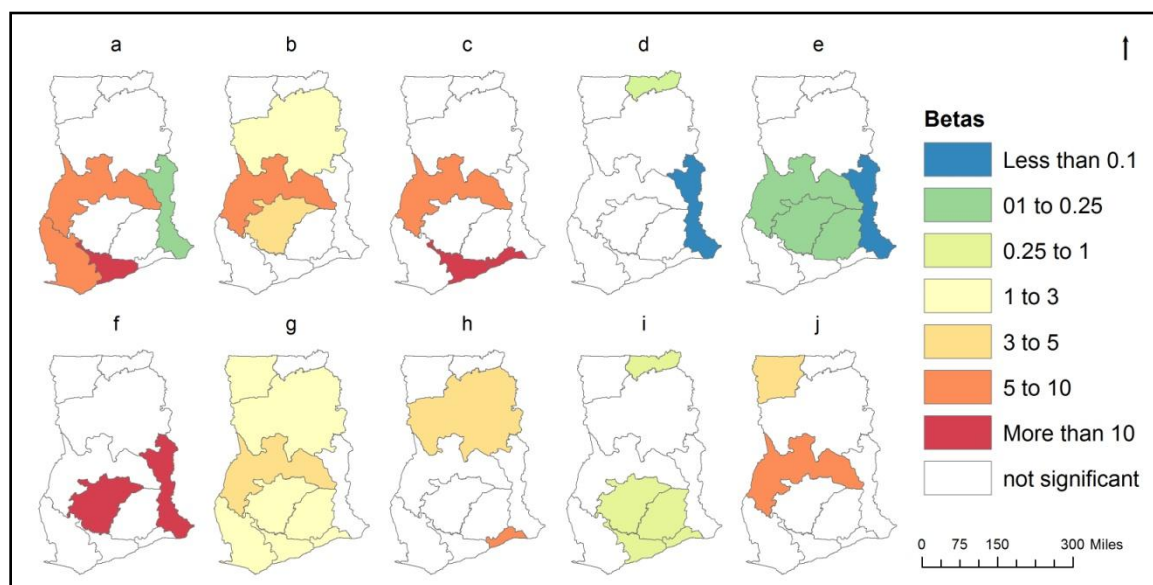 a b c d e
f g h i j
Betas
Less than 0.1
01 to 0.25
0.25 to 1
1 to 3
3 to 5
5 to 10
More than 10
not significant
0 75 150 300 Miles